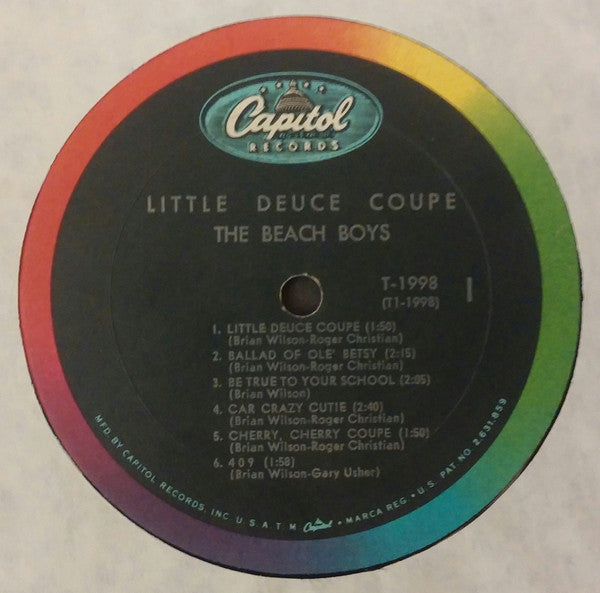 Capitol
RECORDS
LITTLE DEUCE COUPE
THE BEACH BOYS
T-1998
(T1-1998)
1
1. LITTLE DEUCE COUPE (1:50)
(Brian Wilson-Roger Christian)
2. BALLAD OF OLE' BETSY (2:15)
(Brian Wilson-Roger Christian)
3. BE TRUE TO YOUR SCHOOL (2:05)
(Brian Wilson)
4. CAR CRAZY CUTIE (2:40)
(Brian Wilson-Roger Christian)
5. CHERRY, CHERRY COUPE (1:50)
(Brian Wilson-Roger Christian)
6. 409 (1:58)
(Brian Wilson-Gary Usher)
MFD. BY CAPITOL RECORDS, INC U S A T M Capitol • MARCA REG • U.S. PAT. NO. 2,631,859